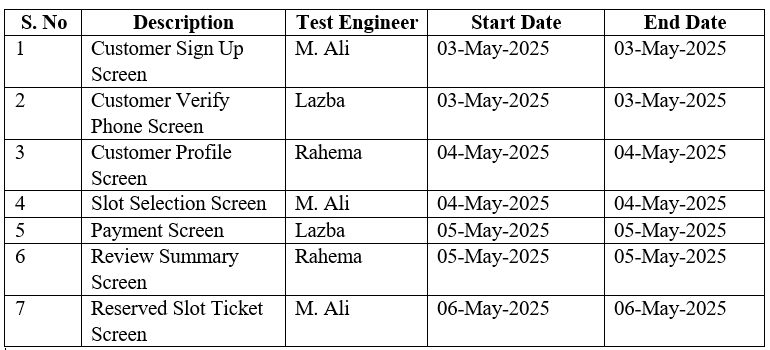 S. No Description Test Engineer Start Date End Date
1 Customer Sign Up M. Ali 03-May-2025 03-May-2025
Screen
2 Customer Verify Lazba 03-May-2025 03-May-2025
Phone Screen
3 Customer Profile Rahema 04-May-2025 04-May-2025
Screen
4 Slot Selection Screen M. Ali 04-May-2025 04-May-2025
5 Payment Screen Lazba 05-May-2025 05-May-2025
6 Review Summary Rahema 05-May-2025 05-May-2025
Screen
7 Reserved Slot Ticket M. Ali 06-May-2025 06-May-2025
Screen